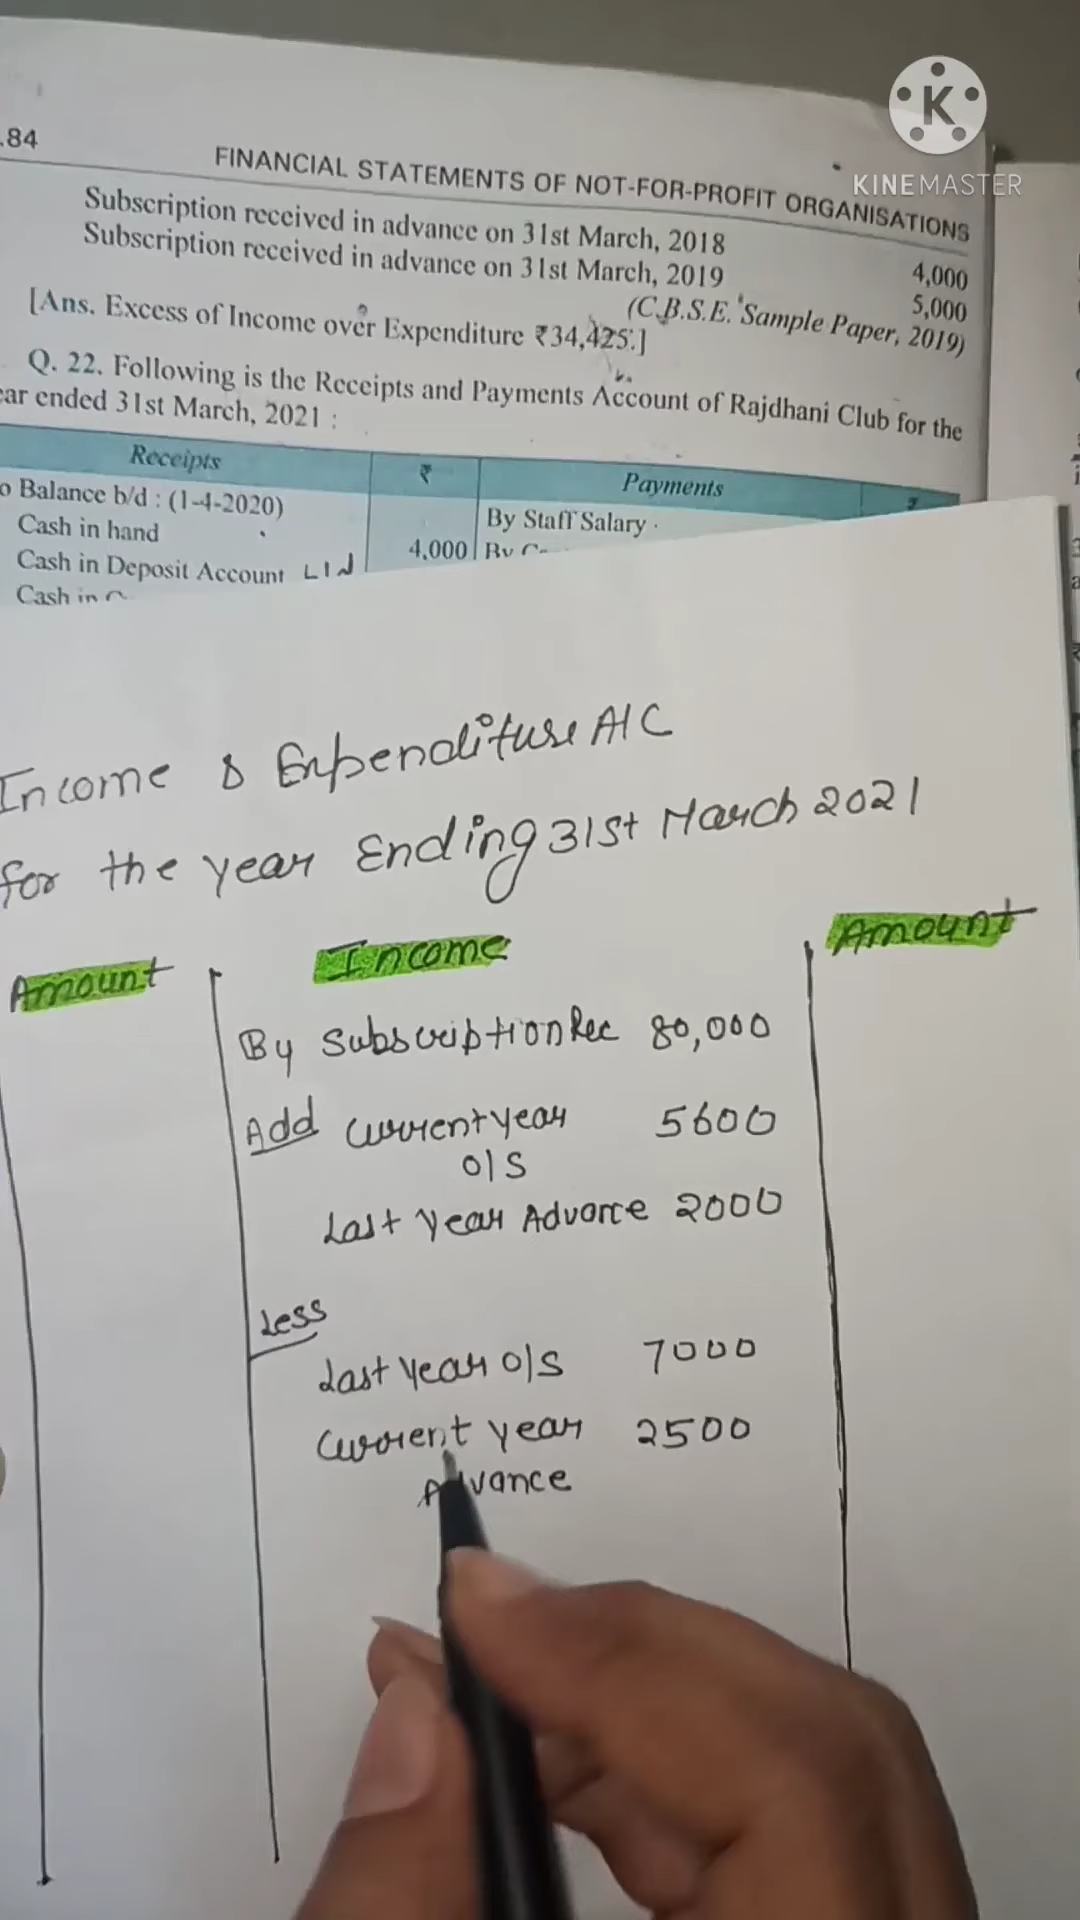 K
KINEMASTER
.84
FINANCIAL STATEMENTS OF NOT-FOR-PROFIT ORGANISATIONS
Subscription received in advance on 31st March, 2018 4,000
Subscription received in advance on 31st March, 2019 5,000
(C.B.S.E. Sample Paper, 2019)
[Ans. Excess of Income over Expenditure ₹34,425.]
Q. 22. Following is the Receipts and Payments Account of Rajdhani Club for the
ear ended 31st March, 2021 :
Receipts ₹ Payments ₹
o Balance b/d : (1-4-2020) By Staff Salary
Cash in hand 4,000 By
Cash in Deposit Account
Cash in
Income & Expenditure A/C
for the year Ending 31st March 2021
Amount Income Amount
By Subscription Rec 80,000
Add Current year 5600
O/S
Last Year Advance 2000
Less
Last Year O/S 7000
Current Year 2500
Advance